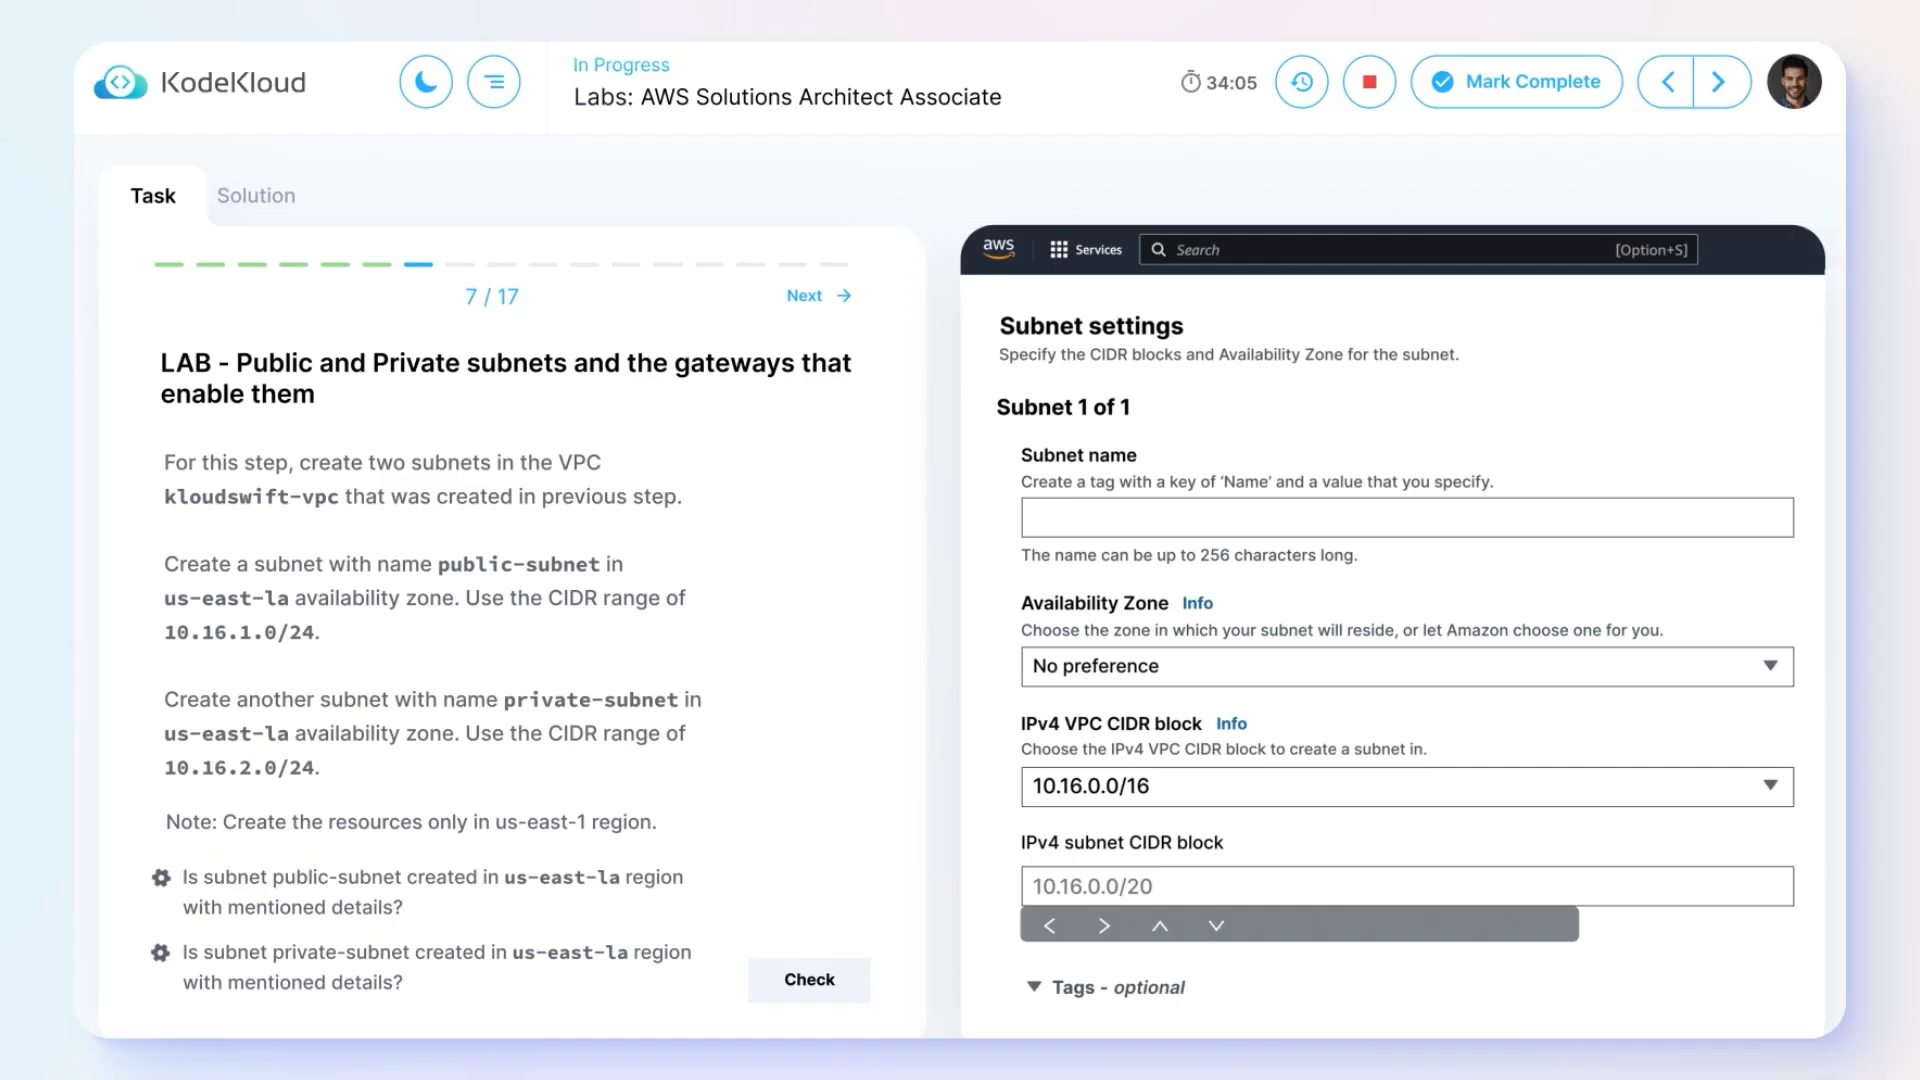 KodeKloud
In Progress
Labs: AWS Solutions Architect Associate
34:05
Mark Complete
Task
Solution
7 / 17
Next
LAB - Public and Private subnets and the gateways that
enable them
For this step, create two subnets in the VPC
kloudswift-vpc that was created in previous step.
Create a subnet with name public-subnet in
us-east-la availability zone. Use the CIDR range of
10.16.1.0/24.
Create another subnet with name private-subnet in
us-east-la availability zone. Use the CIDR range of
10.16.2.0/24.
Note: Create the resources only in us-east-1 region.
Is subnet public-subnet created in us-east-la region
with mentioned details?
Is subnet private-subnet created in us-east-la region
with mentioned details?
Check
aws
Services
Search
[Option+S]
Subnet settings
Specify the CIDR blocks and Availability Zone for the subnet.
Subnet 1 of 1
Subnet name
Create a tag with a key of ‘Name’ and a value that you specify.
The name can be up to 256 characters long.
Availability Zone Info
Choose the zone in which your subnet will reside, or let Amazon choose one for you.
No preference
IPv4 VPC CIDR block Info
Choose the IPv4 VPC CIDR block to create a subnet in.
10.16.0.0/16
IPv4 subnet CIDR block
10.16.0.0/20
Tags - optional